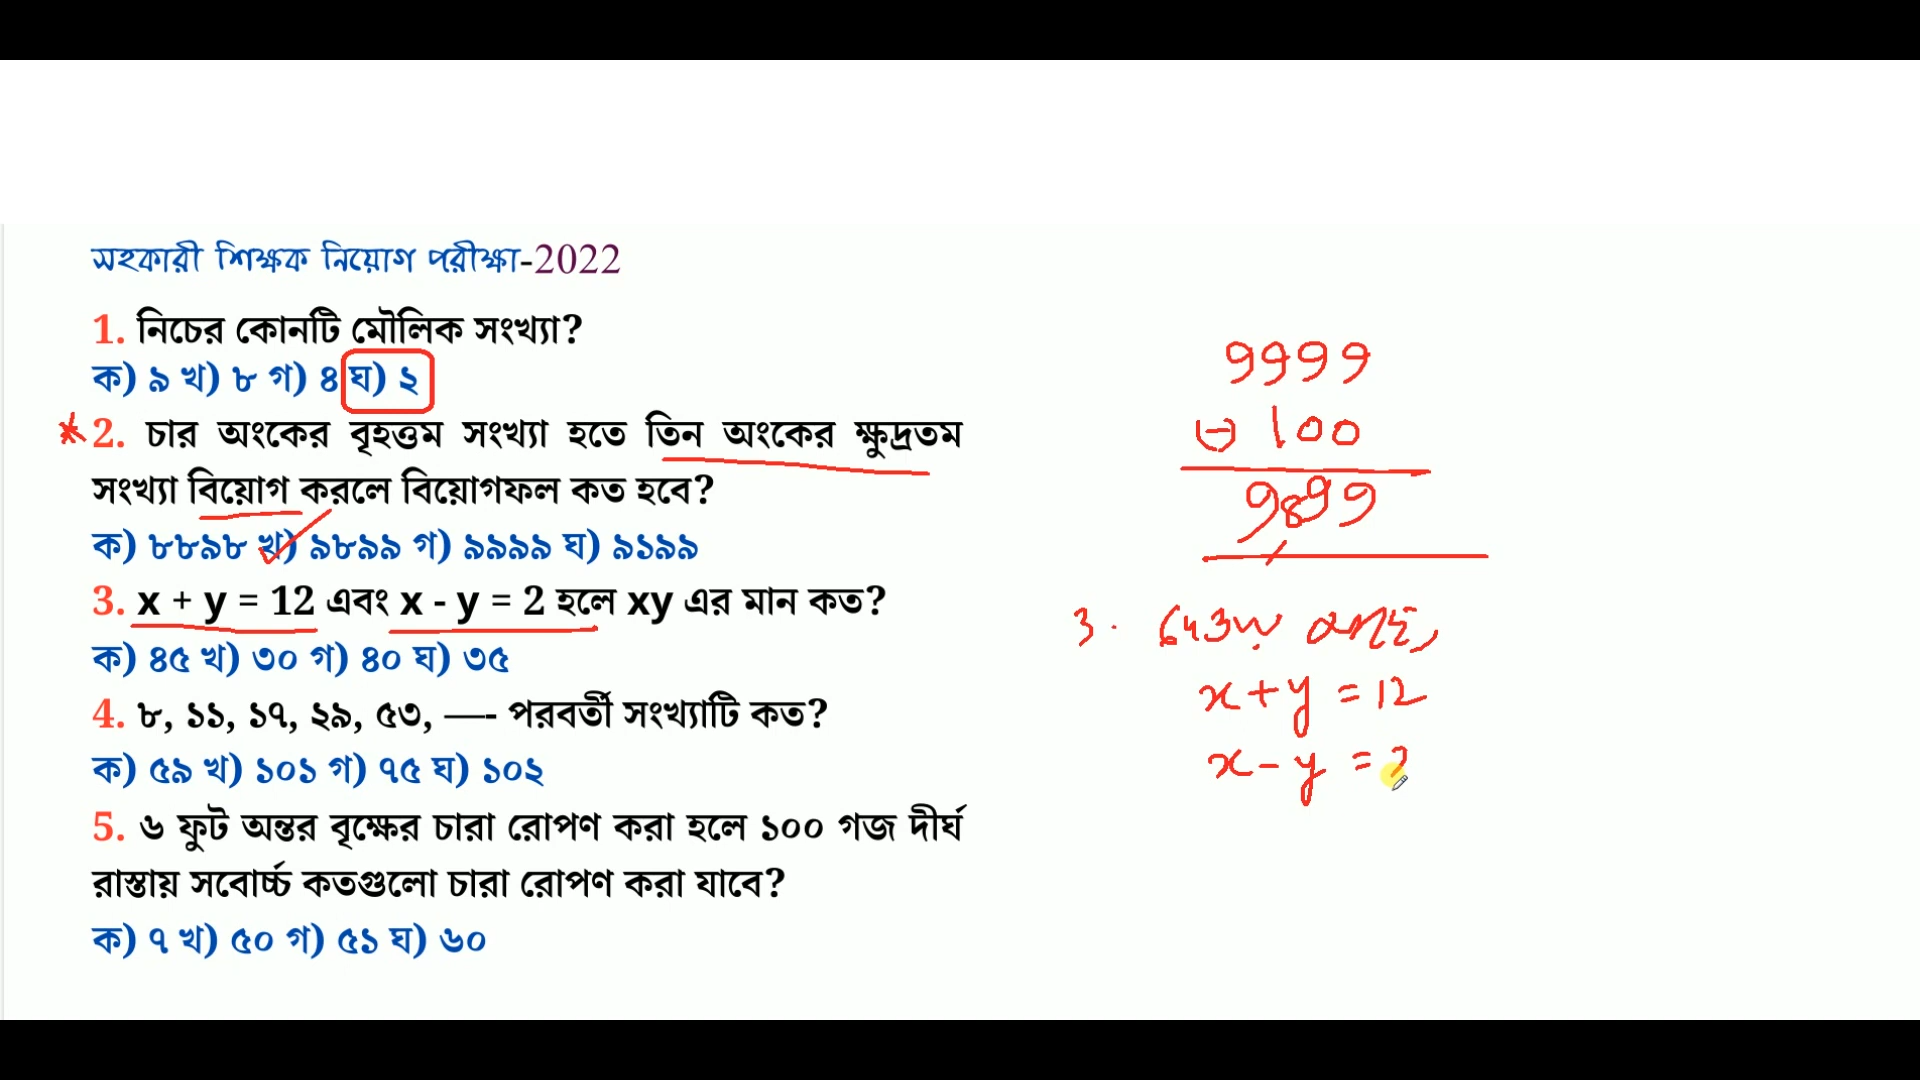 সহকারী শিক্ষক নিয়োগ পরীক্ষা-2022
1. নিচের কোনটি মৌলিক সংখ্যা?
ক) ৯ খ) ৮ গ) ৪ ঘ) ২
2. চার অংকের বৃহত্তম সংখ্যা হতে তিন অংকের ক্ষুদ্রতম
সংখ্যা বিয়োগ করলে বিয়োগফল কত হবে?
ক) ৮৮৯৮ খ) ৯৮৯৯ গ) ৯৯৯৯ ঘ) ৯১৯৯
3. x + y = 12 এবং x - y = 2 হলে xy এর মান কত?
ক) ৪৫ খ) ৩০ গ) ৪০ ঘ) ৩৫
4. ৮, ১১, ১৭, ২৯, ৫৩, —- পরবর্তী সংখ্যাটি কত?
ক) ৫৯ খ) ১০১ গ) ৭৫ ঘ) ১০২
5. ৬ ফুট অন্তর বৃক্ষের চারা রোপণ করা হলে ১০০ গজ দীর্ঘ
রাস্তায় সবোর্চ্চ কতগুলো চারা রোপণ করা যাবে?
ক) ৭ খ) ৫০ গ) ৫১ ঘ) ৬০
9999
(-) 100
9899
3. দেওয়া আছে,
x + y = 12
x - y = 2